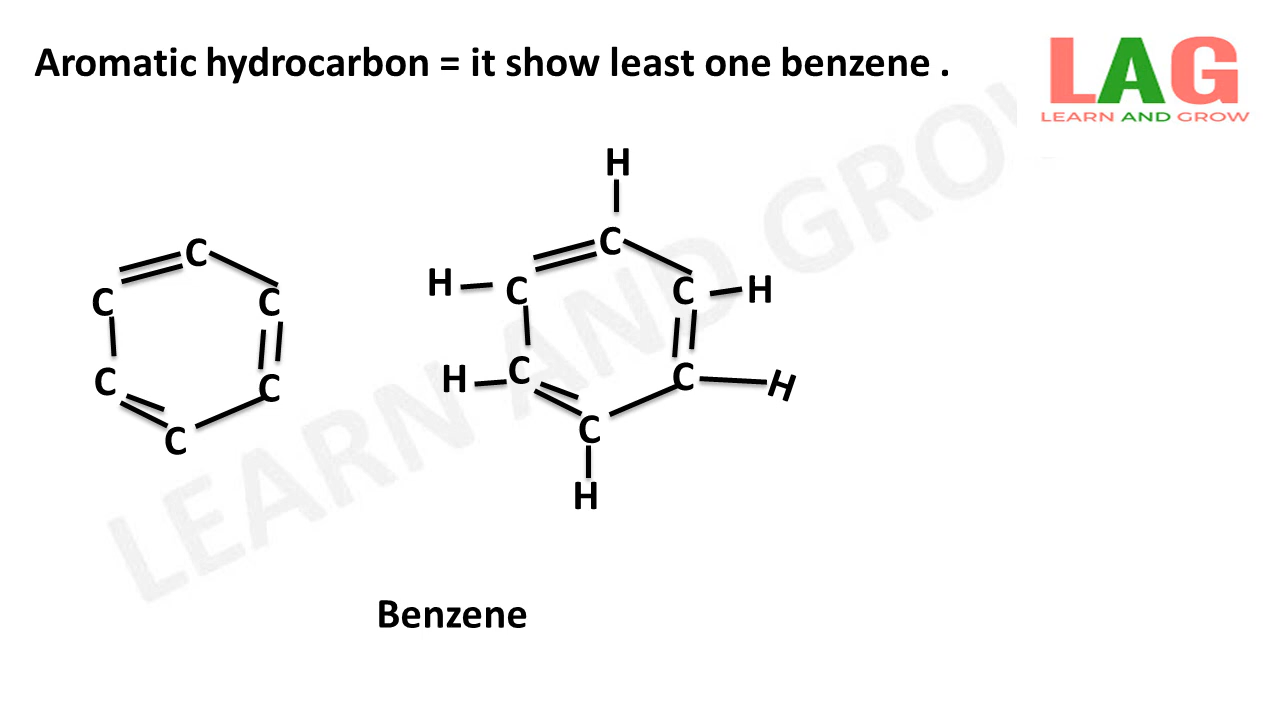 Aromatic hydrocarbon = it show least one benzene .
LAG
LEARN AND GROW
LEARN AND GROW
H
C C
H C H
C C C
C C H C C H
C C
H
Benzene